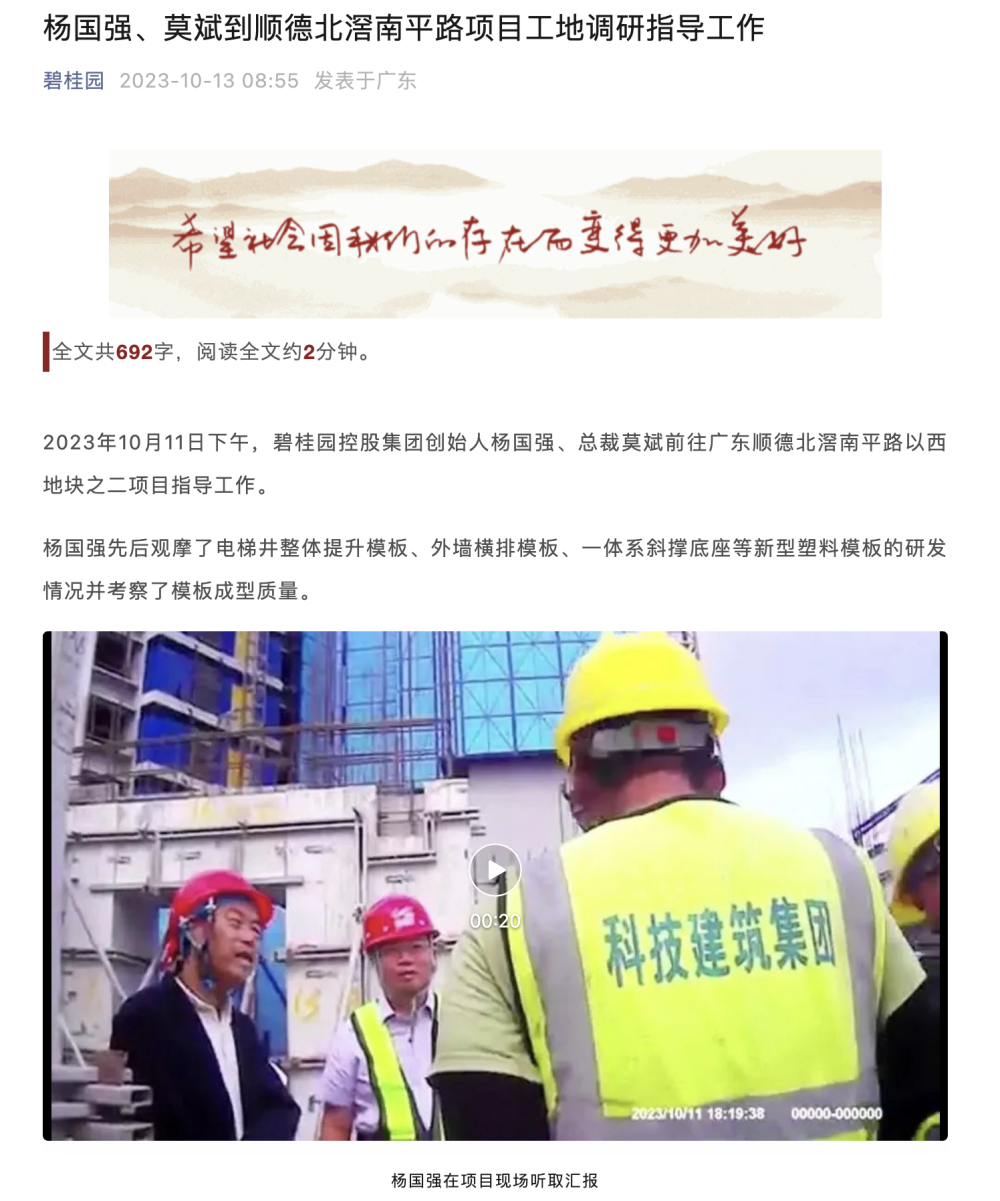 杨国强、莫斌到顺德北滘南平路项目工地调研指导工作
碧桂园 2023-10-13 08:55 发表于广东
希望社会因我们的存在而变得更加美好
全文共692字，阅读全文约2分钟。
2023年10月11日下午，碧桂园控股集团创始人杨国强、总裁莫斌前往广东顺德北滘南平路以西
地块之二项目指导工作。
杨国强先后观摩了电梯井整体提升模板、外墙横排模板、一体系斜撑底座等新型塑料模板的研发
情况并考察了模板成型质量。
00:20
科技建筑集团
2023/10/11 18:19:38 00000-000000
杨国强在项目现场听取汇报